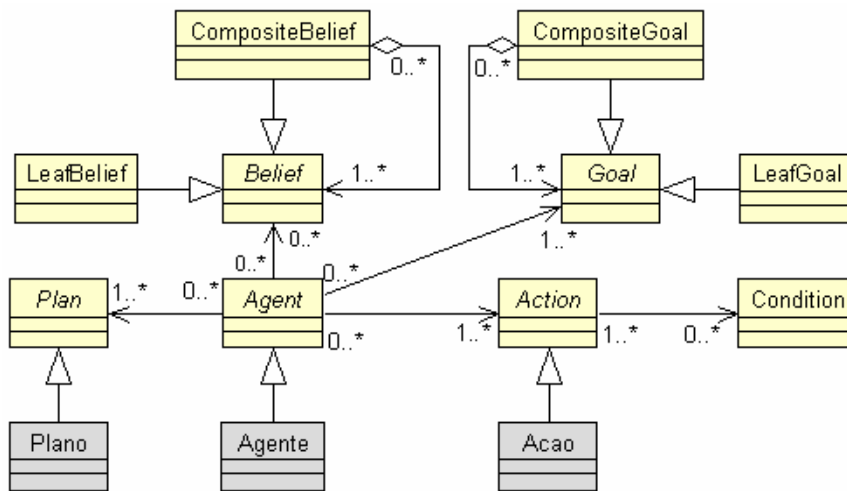 CompositeBelief
CompositeGoal
0..*
0..*
LeafBelief
Belief
1..*
1..*
Goal
LeafGoal
0..*
0..*
1..*
0..*
Plan
1..*
0..*
Agent
0..*
1..*
Action
1..*
0..*
Condition
Plano
Agente
Acao